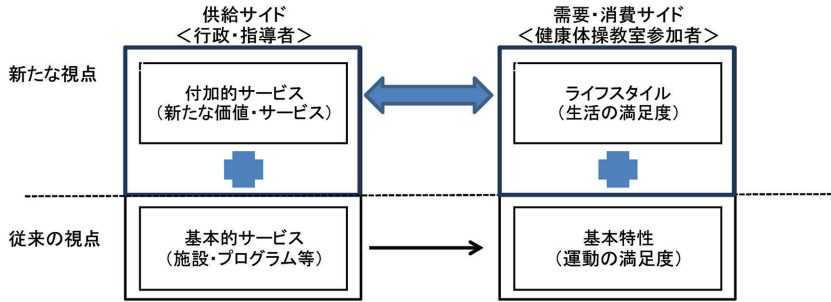 供給サイド
＜行政・指導者＞
需要・消費サイド
＜健康体操教室参加者＞
新たな視点
付加的サービス
（新たな価値・サービス）
ライフスタイル
（生活の満足度）
従来の視点
基本的サービス
（施設・プログラム等）
基本特性
（運動の満足度）